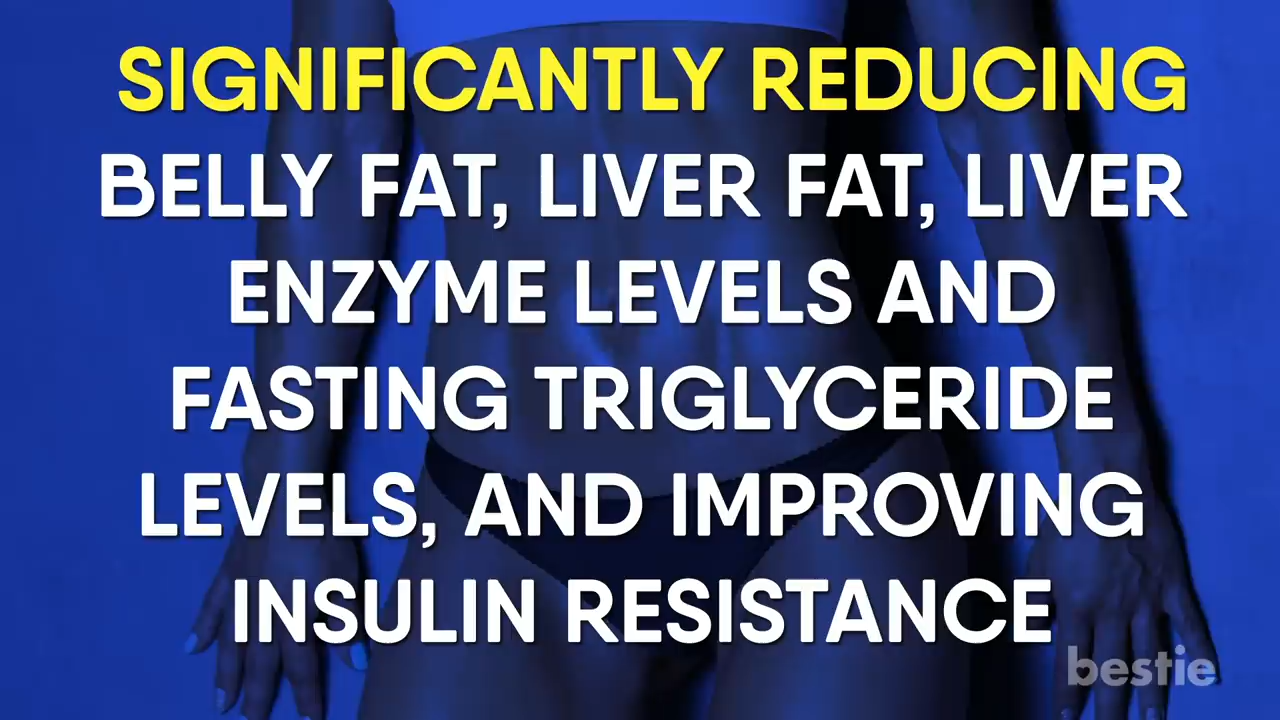 SIGNIFICANTLY REDUCING
BELLY FAT, LIVER FAT, LIVER
ENZYME LEVELS AND
FASTING TRIGLYCERIDE
LEVELS, AND IMPROVING
INSULIN RESISTANCE
bestie